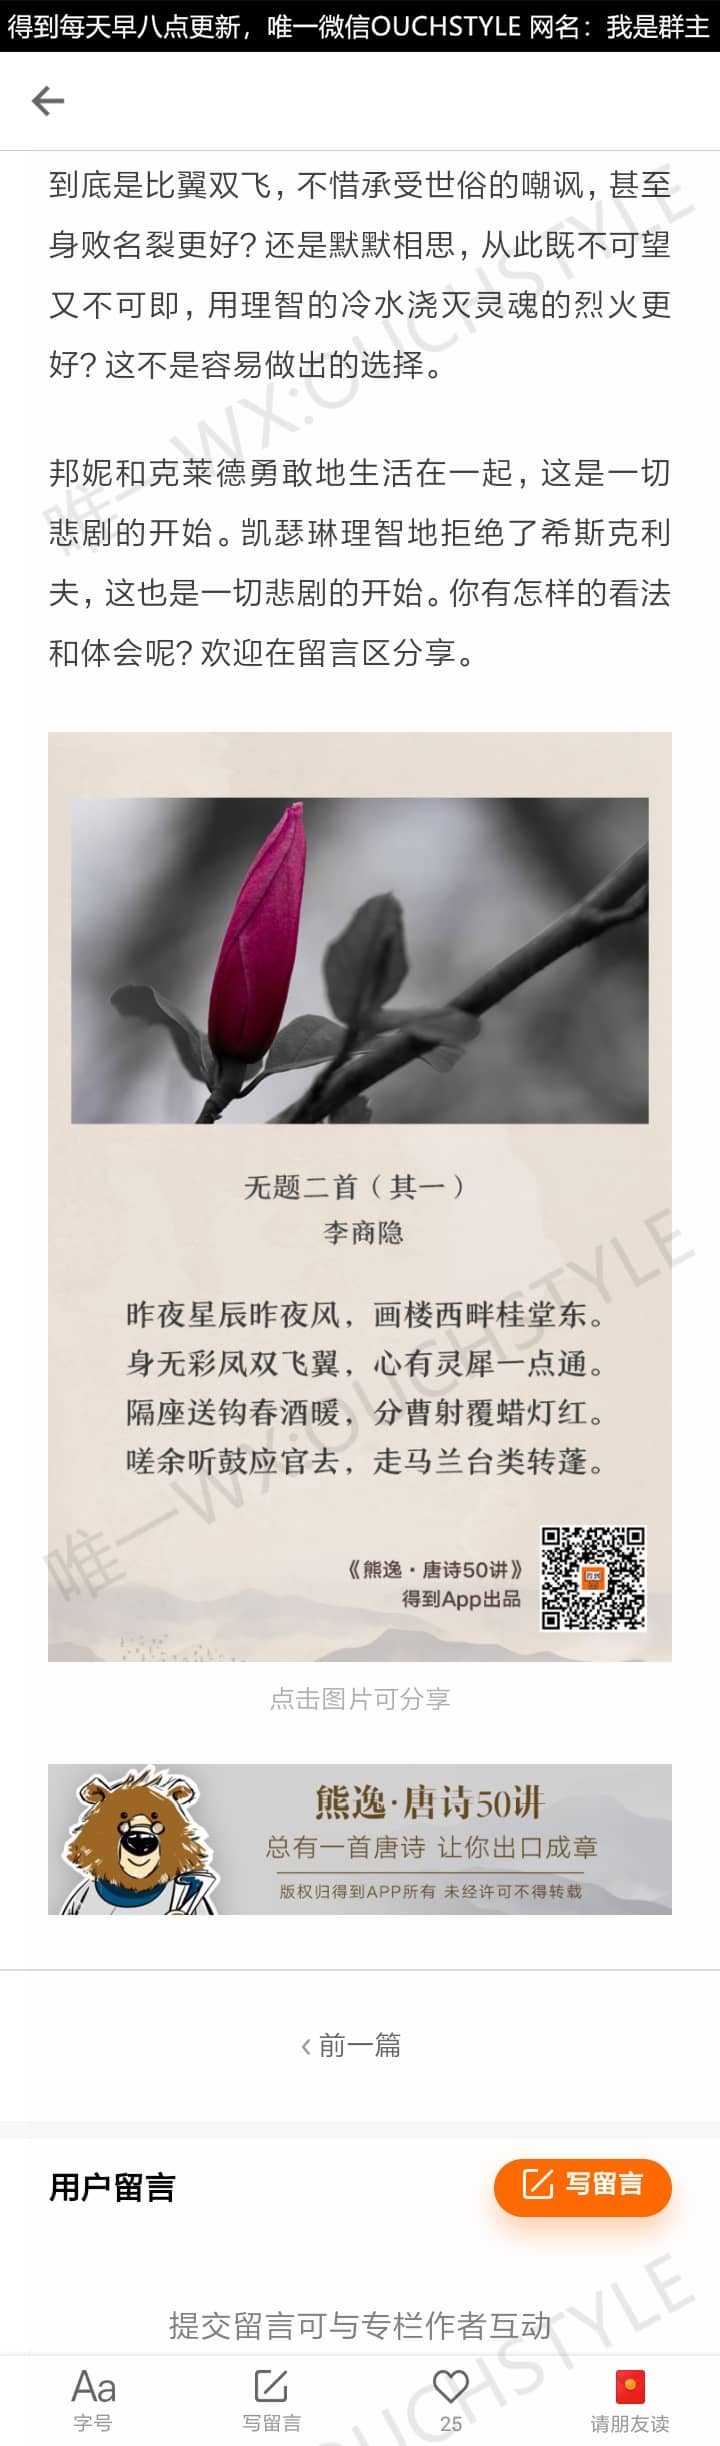 得到每天早八点更新，唯一微信OUCHSTYLE 网名：我是群主
到底是比翼双飞，不惜承受世俗的嘲讽，甚至
身败名裂更好？还是默默相思，从此既不可望
又不可即，用理智的冷水浇灭灵魂的烈火更
好？这不是容易做出的选择。
邦妮和克莱德勇敢地生活在一起，这是一切
悲剧的开始。凯瑟琳理智地拒绝了希斯克利
夫，这也是一切悲剧的开始。你有怎样的看法
和体会呢？欢迎在留言区分享。
唯一WX:OUCHSTYLE
无题二首（其一）
李商隐
昨夜星辰昨夜风，画楼西畔桂堂东。
身无彩凤双飞翼，心有灵犀一点通。
隔座送钩春酒暖，分曹射覆蜡灯红。
嗟余听鼓应官去，走马兰台类转蓬。
唯一WX:OUCHSTYLE
《熊逸·唐诗50讲》
得到App出品
得到
点击图片可分享
熊逸·唐诗50讲
总有一首唐诗 让你出口成章
版权归得到APP所有 未经许可不得转载
‹ 前一篇
用户留言
写留言
提交留言可与专栏作者互动
OUCHSTYLE
Aa
字号
写留言
25
请朋友读